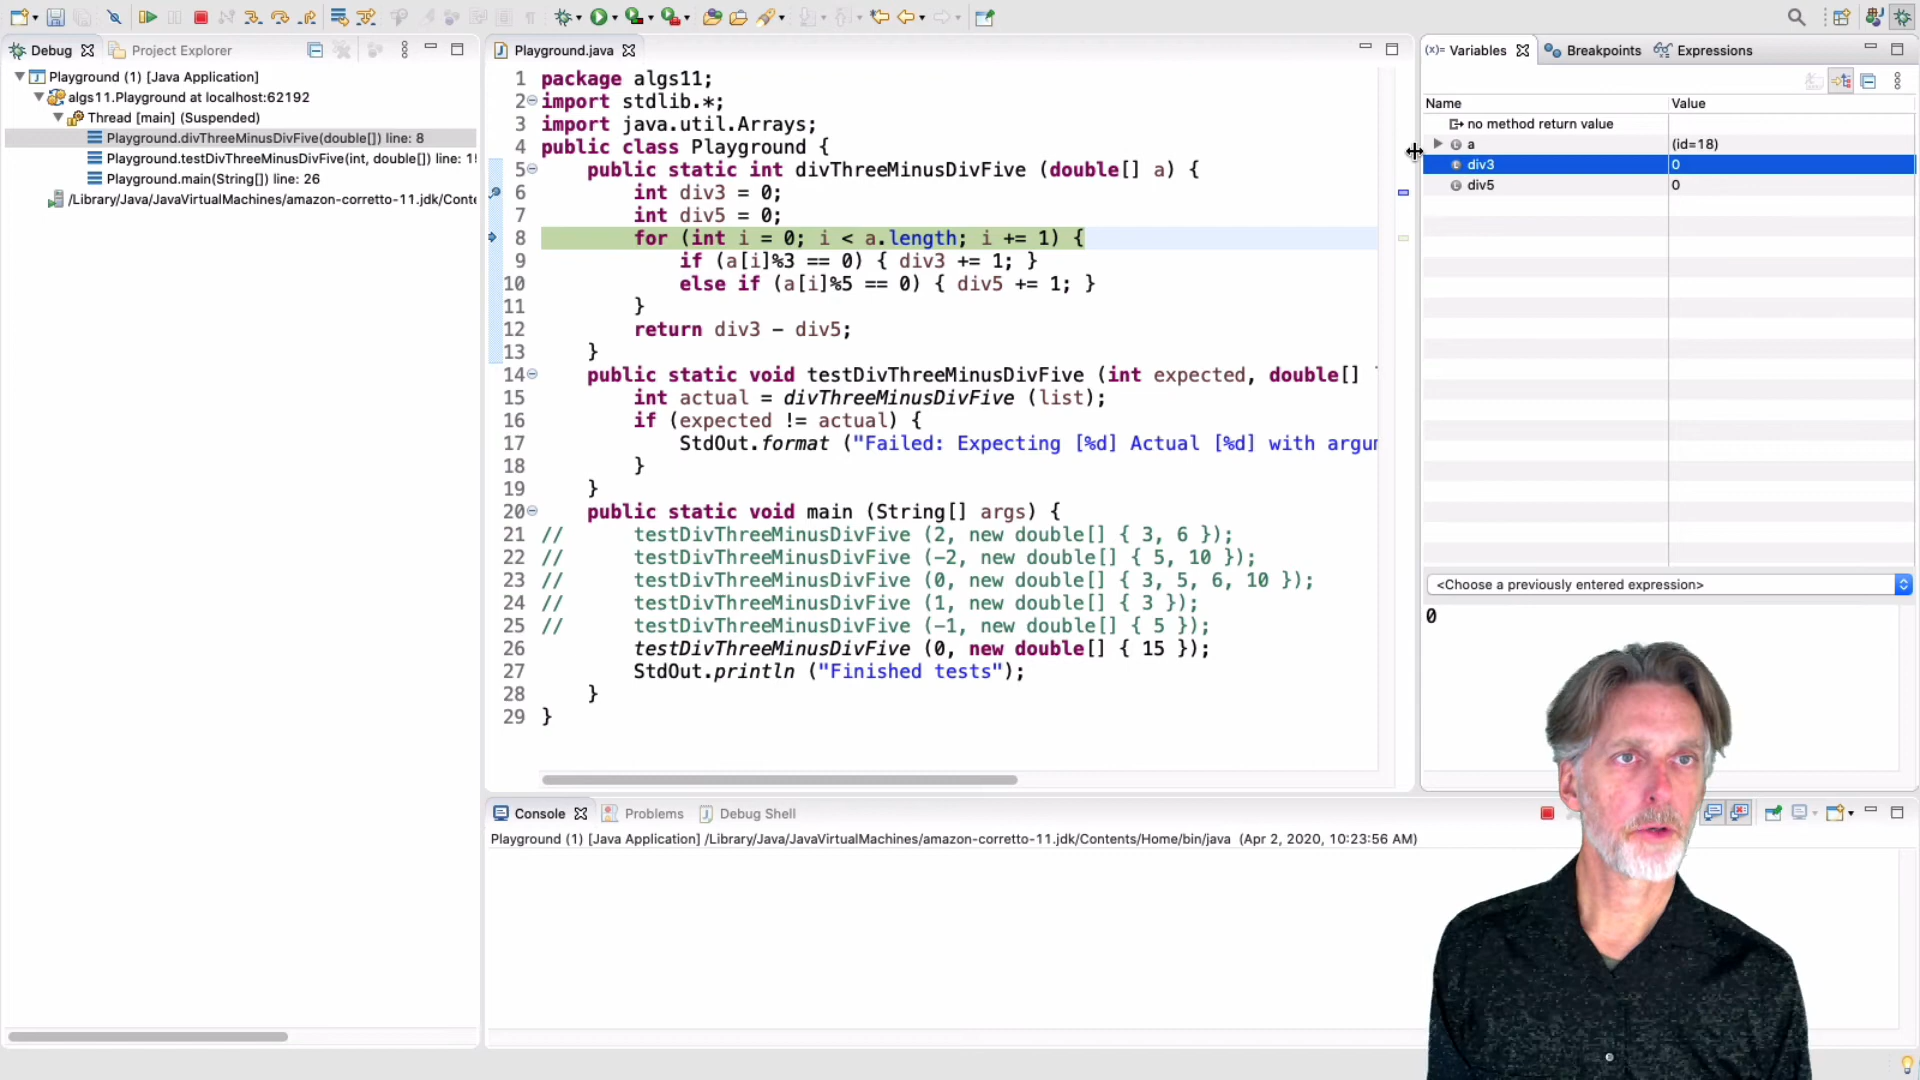 Debug
Project Explorer
Playground (1) [Java Application]
algs11.Playground at localhost:62192
Thread [main] (Suspended)
Playground.divThreeMinusDivFive(double[]) line: 8
Playground.testDivThreeMinusDivFive(int, double[]) line: 1
Playground.main(String[]) line: 26
/Library/Java/JavaVirtualMachines/amazon-corretto-11.jdk/Conte
Playground.java
1 package algs11;
2 import stdlib.*;
3 import java.util.Arrays;
4 public class Playground {
5 public static int divThreeMinusDivFive (double[] a) {
6 int div3 = 0;
7 int div5 = 0;
8 for (int i = 0; i < a.length; i += 1) {
9 if (a[i]%3 == 0) { div3 += 1; }
10 else if (a[i]%5 == 0) { div5 += 1; }
11 }
12 return div3 - div5;
13 }
14 public static void testDivThreeMinusDivFive (int expected, double[]
15 int actual = divThreeMinusDivFive (list);
16 if (expected != actual) {
17 StdOut.format ("Failed: Expecting [%d] Actual [%d] with argu
18 }
19 }
20 public static void main (String[] args) {
21 // testDivThreeMinusDivFive (2, new double[] { 3, 6 });
22 // testDivThreeMinusDivFive (-2, new double[] { 5, 10 });
23 // testDivThreeMinusDivFive (0, new double[] { 3, 5, 6, 10 });
24 // testDivThreeMinusDivFive (1, new double[] { 3 });
25 // testDivThreeMinusDivFive (-1, new double[] { 5 });
26 testDivThreeMinusDivFive (0, new double[] { 15 });
27 StdOut.println ("Finished tests");
28 }
29 }
Console
Problems
Debug Shell
Playground (1) [Java Application] /Library/Java/JavaVirtualMachines/amazon-corretto-11.jdk/Contents/Home/bin/java (Apr 2, 2020, 10:23:56 AM)
(x)= Variables
Breakpoints
Expressions
Name Value
no method return value
a (id=18)
div3 0
div5 0
<Choose a previously entered expression>
0